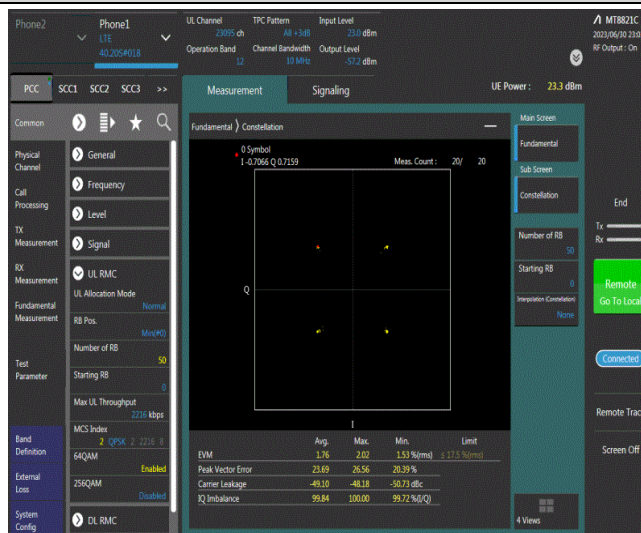 Phone2
Phone1
LTE
40.20S#018
UL Channel
23095 ch
TPC Pattern
All +3dB
Input Level
23.0 dBm
Operation Band
12
Channel Bandwidth
10 MHz
Output Level
-57.2 dBm
MT8821C
2023/06/30 23:0
RF Output : On
PCC
SCC1
SCC2
SCC3
>>
Measurement
Signaling
UE Power :
23.3 dBm
Common
Physical
Channel
Call
Processing
TX
Measurement
RX
Measurement
Fundamental
Measurement
Test
Parameter
Band
Definition
External
Loss
System
Config
General
Frequency
Level
Signal
UL RMC
UL Allocation Mode
Normal
RB Pos.
Min(#0)
Number of RB
50
Starting RB
0
Max UL Throughput
2216 kbps
MCS Index
2 QPSK 2 2216 8
64QAM
Enabled
256QAM
Disabled
DL RMC
Fundamental
Constellation
0 Symbol
I -0.7066 Q 0.7159
Meas. Count : 20/ 20
Q
I
Avg. Max. Min. Limit
EVM 1.76 2.02 1.53 %(rms) ≤ 17.5 %(rms)
Peak Vector Error 23.69 26.56 20.39 %
Carrier Leakage -49.10 -48.18 -50.73 dBc
IQ Imbalance 99.84 100.00 99.72 %(I/Q)
Main Screen
Fundamental
Sub Screen
Constellation
Number of RB
50
Starting RB
0
Interpolation (Constellation)
None
4 Views
End
Tx
Rx
Remote
Go To Local
Connected
Remote Trac
Screen Off